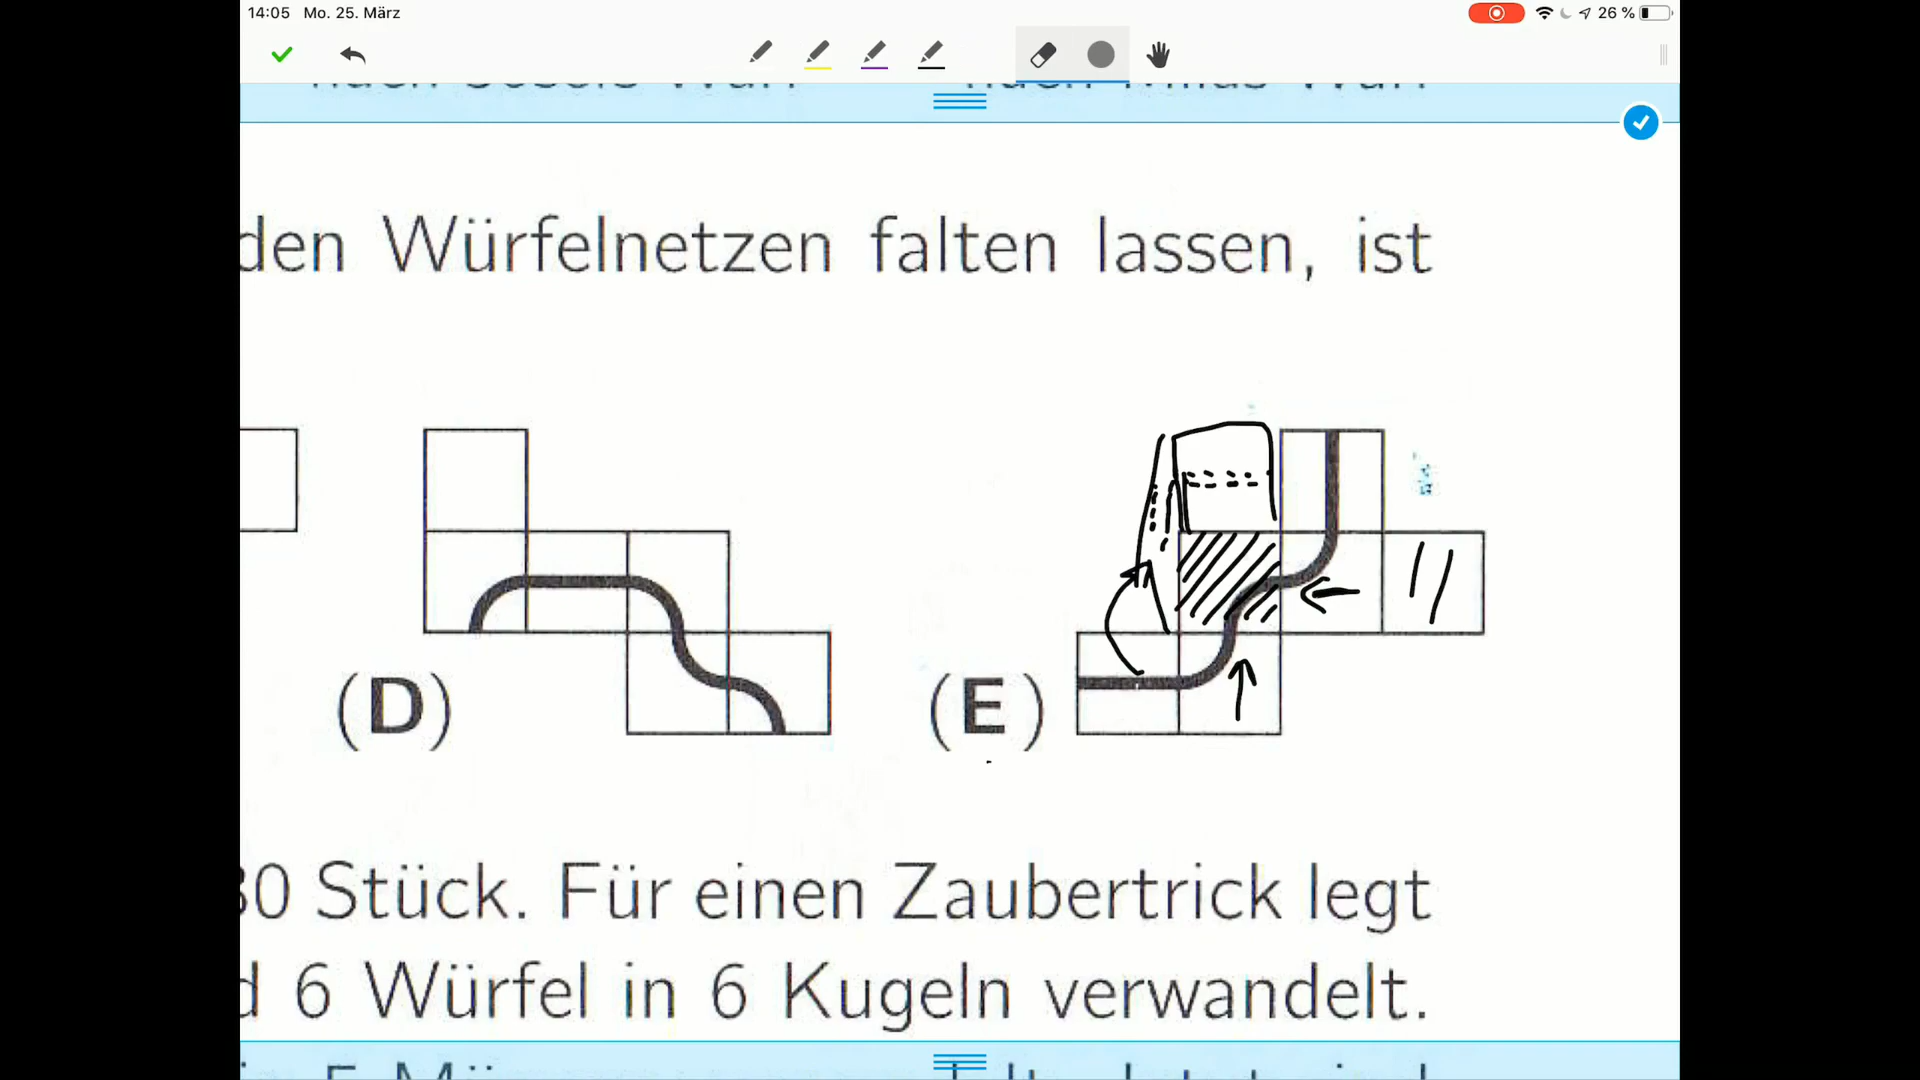 14:05 Mo. 25. März
26 %
den Würfelnetzen falten lassen, ist
(D)
(E)
30 Stück. Für einen Zaubertrick legt
d 6 Würfel in 6 Kugeln verwandelt.